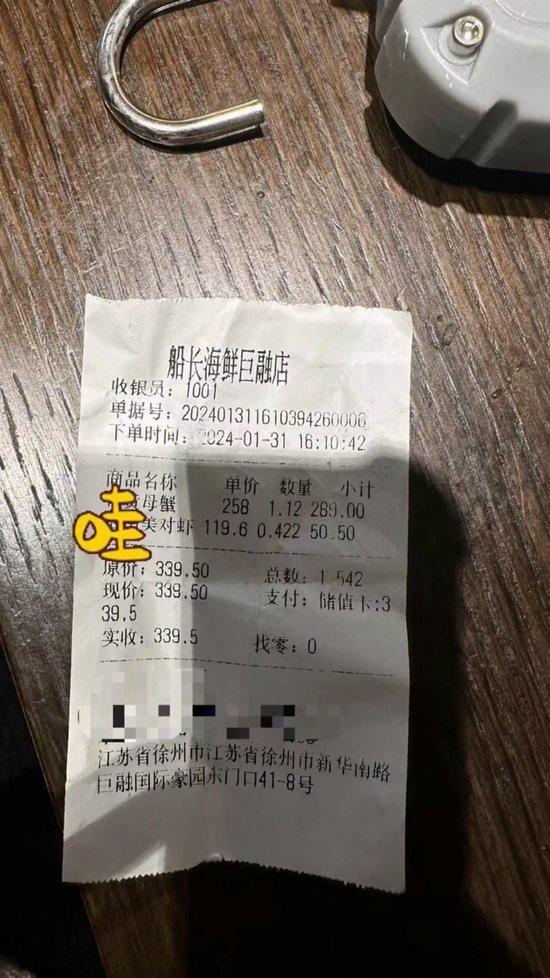 船长海鲜巨融店
收银员：1001
单据号：202401311610394260006
下单时间：2024-01-31 16:10:42
商品名称 单价 数量 小计
母蟹 258 1.12 289.00
美对虾 119.6 0.422 50.50
哇
原价：339.50 总数：1.542
现价：339.50 支付：储值卡:3
39.5
实收：339.5 找零：0
江苏省徐州市江苏省徐州市新华南路
巨融国际豪园东门口41-8号